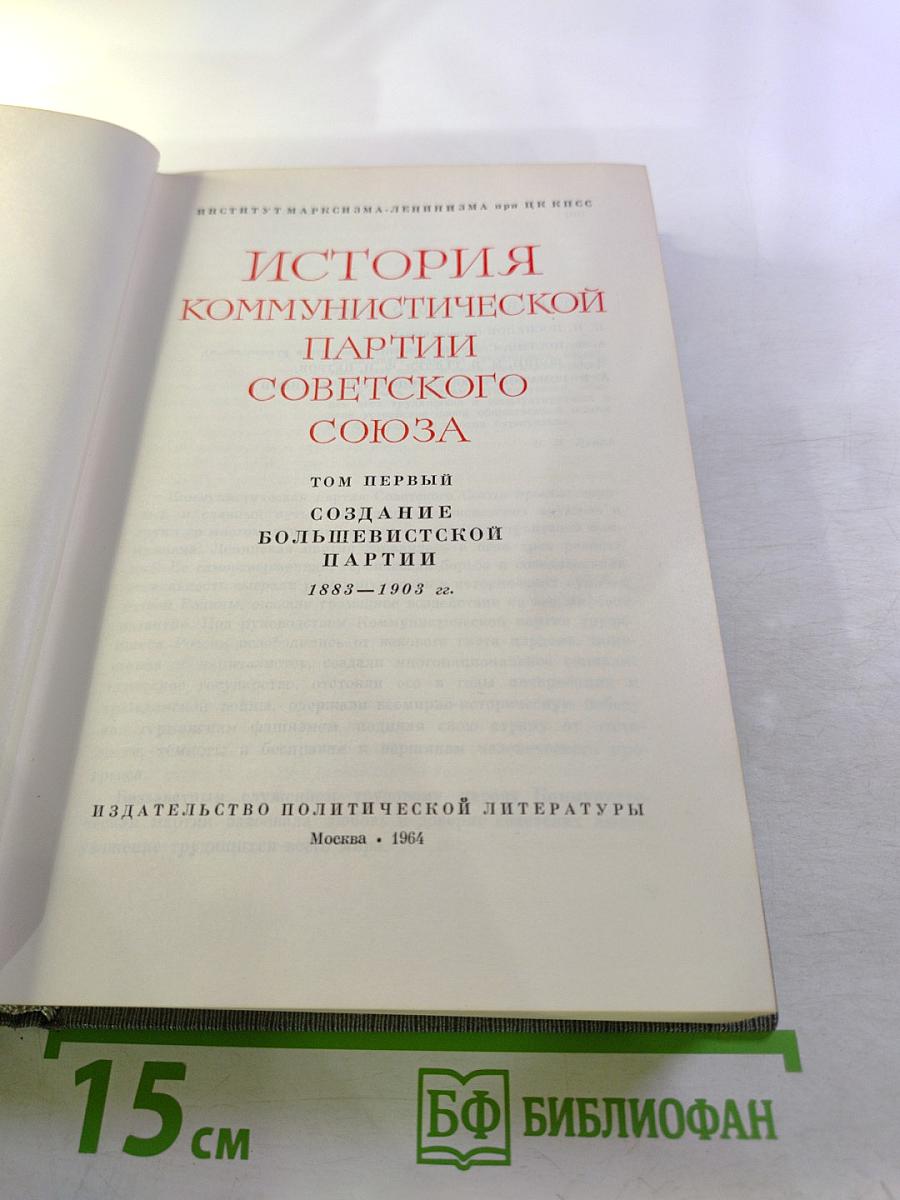 ИНСТИТУТ МАРКСИЗМА-ЛЕНИНИЗМА при ЦК КПСС
ИСТОРИЯ
КОММУНИСТИЧЕСКОЙ
ПАРТИИ
СОВЕТСКОГО
СОЮЗА
ТОМ ПЕРВЫЙ
СОЗДАНИЕ
БОЛЬШЕВИСТСКОЙ
ПАРТИИ
1883—1903 гг.
ИЗДАТЕЛЬСТВО ПОЛИТИЧЕСКОЙ ЛИТЕРАТУРЫ
Москва • 1964
15 см
БФ БИБЛИОФАН